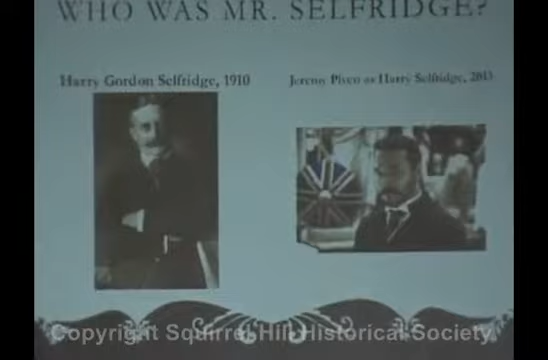 WHO WAS MR. SELFRIDGE?
Harry Gordon Selfridge, 1910
Jeremy Piven as Harry Selfridge, 2013
Copyright Squirrel Hill Historical Society